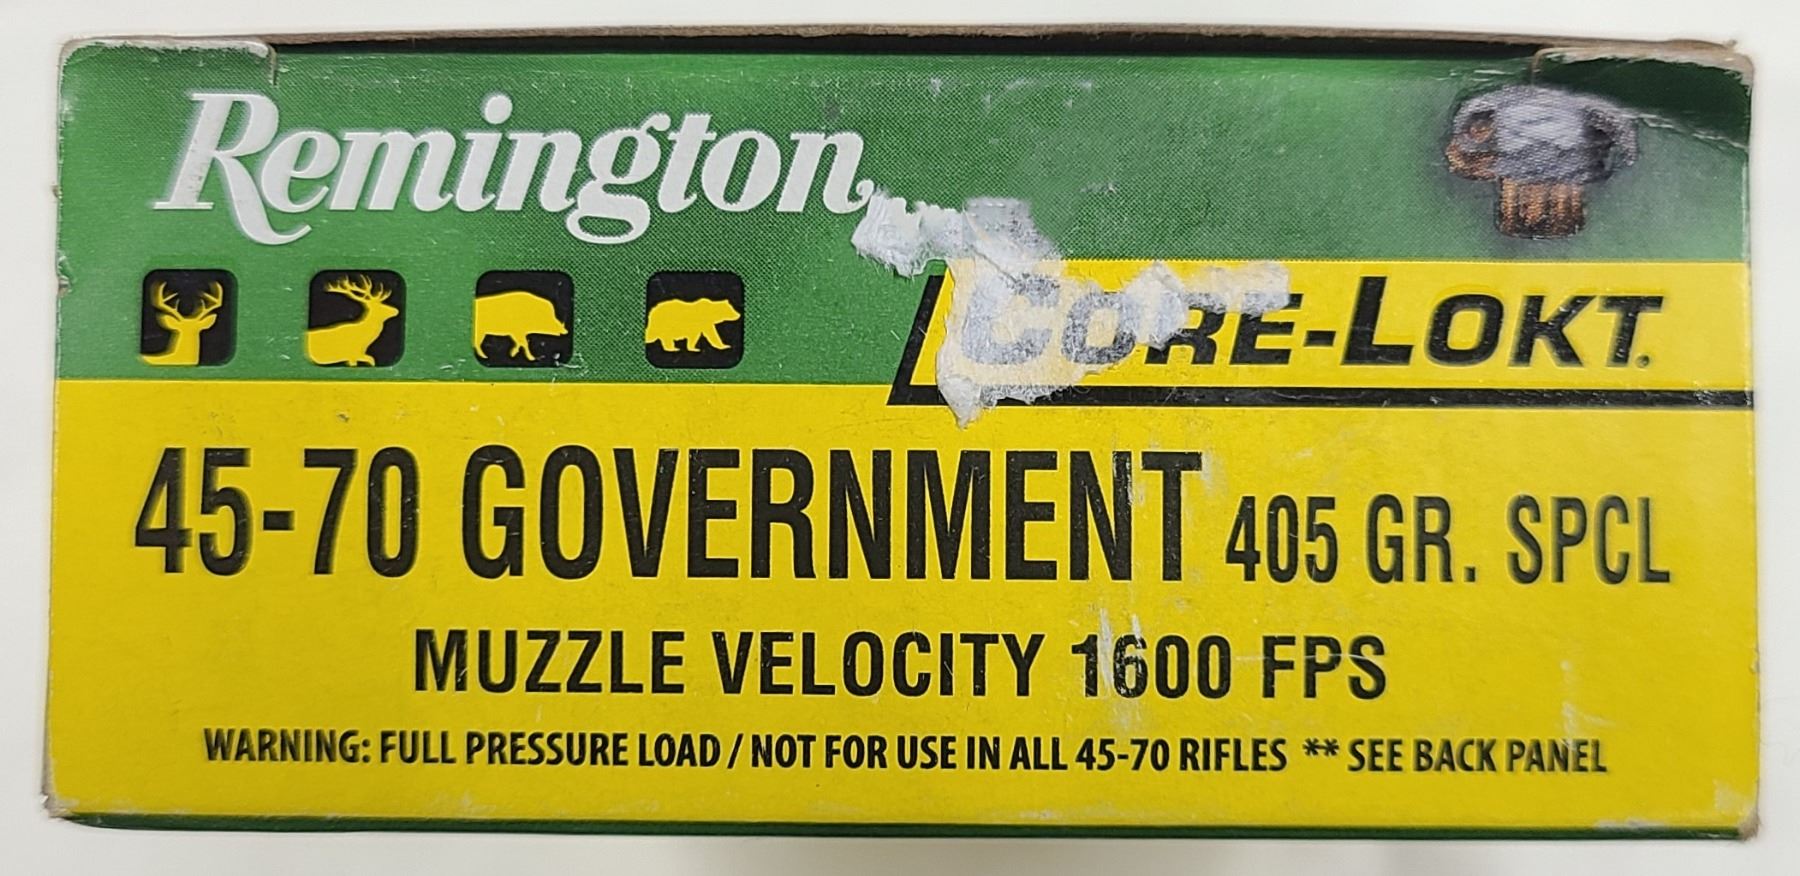 Remington
CORE-LOKT.
45-70 GOVERNMENT 405 GR. SPCL
MUZZLE VELOCITY 1600 FPS
WARNING: FULL PRESSURE LOAD / NOT FOR USE IN ALL 45-70 RIFLES ** SEE BACK PANEL